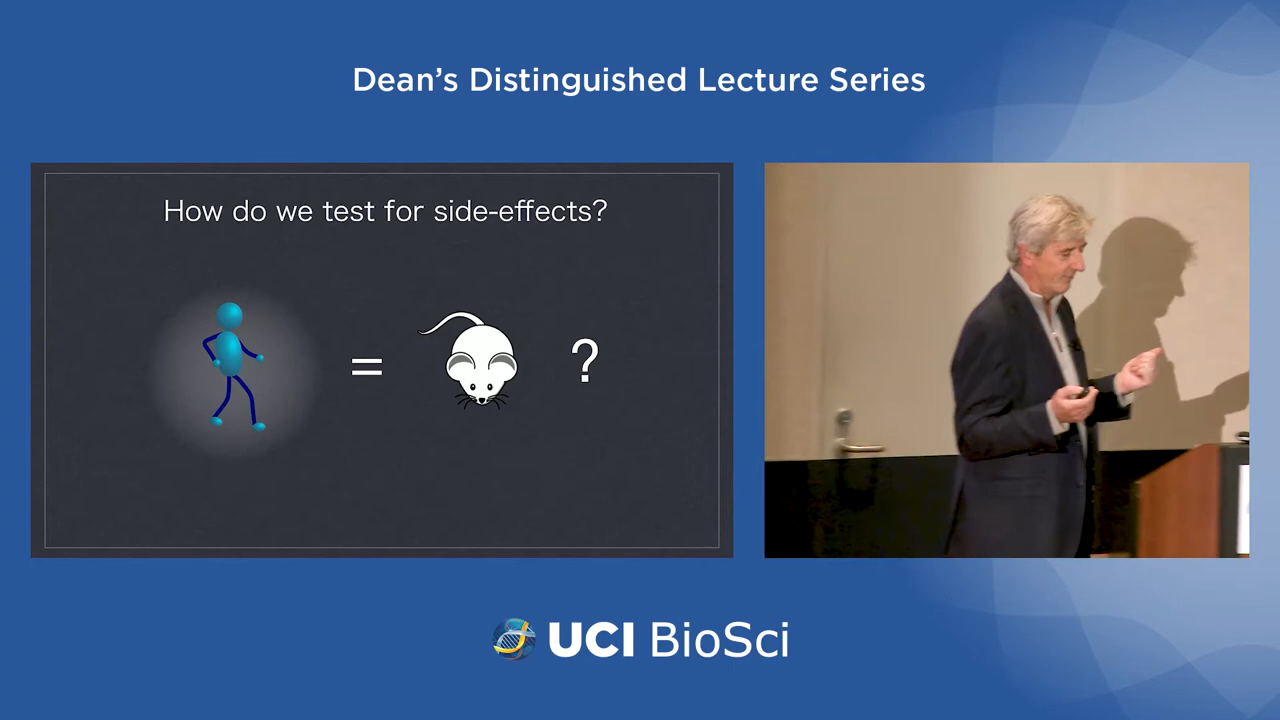 Dean's Distinguished Lecture Series
How do we test for side-effects?
= ?
UCI BioSci